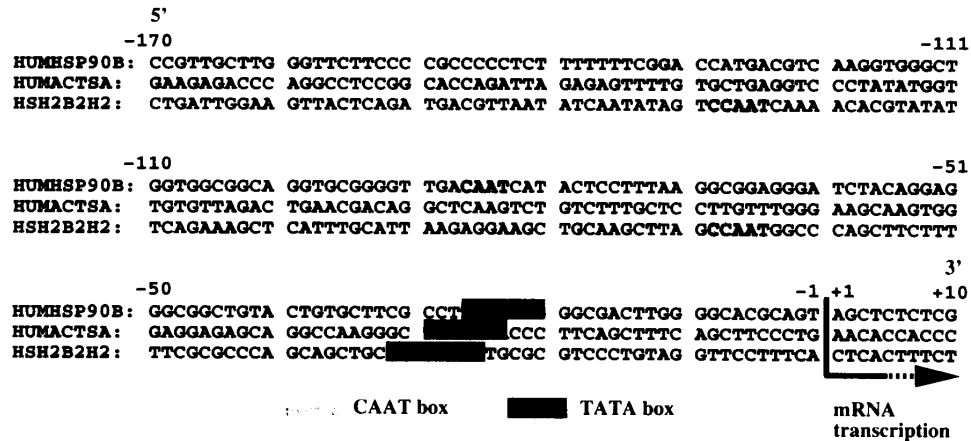 5'
-170 -111
HUMHSP90B: CCGTTGCTTG GGTTCTTCCC CGCCCCCTCT TTTTTTCGGA CCATGACGTC AAGGTGGGCT
HUMACTSA: GAAGAGACCC AGGCCTCCGG CACCAGATTA GAGAGTTTTG TGCTGAGGTC CCTATATGGT
HSH2B2H2: CTGATTGGAA GTTACTCAGA TGACGTTAAT ATCAATATAG TCCAATCAAA ACACGTATAT
-110 -51
HUMHSP90B: GGTGGCGGCA GGTGCGGGGT TGACAATCAT ACTCCTTTAA GGCGGAGGGA TCTACAGGAG
HUMACTSA: TGTGTTAGAC TGAACGACAG GCTCAAGTCT GTCTTTGCTC CTTGTTTGGG AAGCAAGTGG
HSH2B2H2: TCAGAAAGCT CATTTGCATT AAGAGGAAGC TGCAAGCTTA GCCAATGGCC CAGCTTCTTT
3'
-50 -1 +1 +10
HUMHSP90B: GGCGGCTGTA CTGTGCTTCG CCT GGCGACTTGG GGCACGCAGT AGCTCTCTCG
HUMACTSA: GAGGAGAGCA GGCCAAGGGC CCC TTCAGCTTTC AGCTTCCCTG AACACCACCC
HSH2B2H2: TTCGCGCCCA GCAGCTGC TGCGC GTCCCTGTAG GTTCCTTTCA CTCACTTTCT
CAAT box TATA box mRNA
transcription